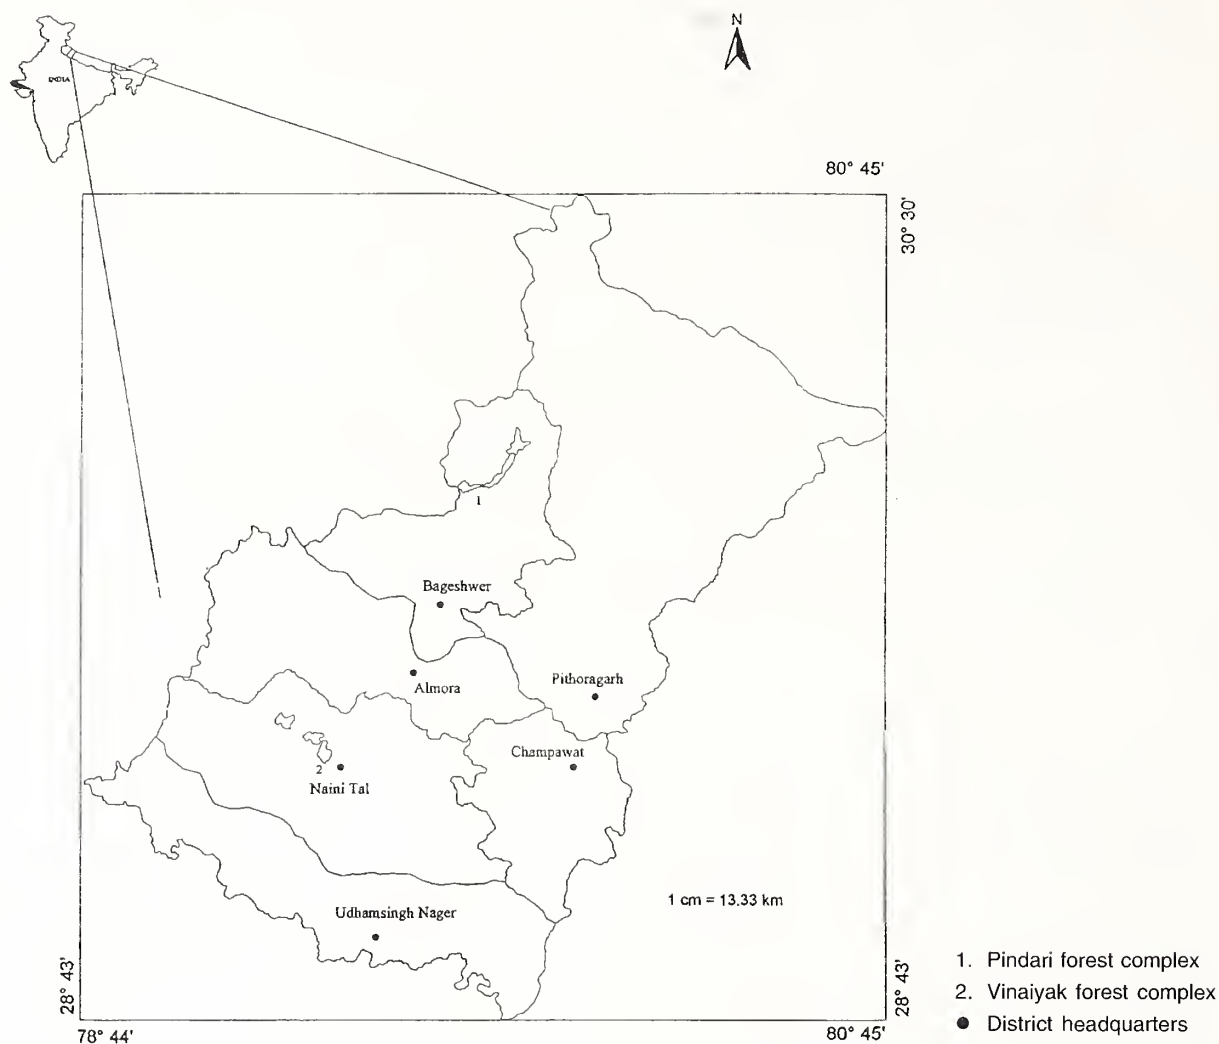 N
INDIA
80° 45'
30° 30'
1
Bageshwer
Almora
Pithoragarh
Champawat
2
Naini Tal
1 cm = 13.33 km
Udhamsingh Nager
28° 43'
28° 43'
78° 44'
80° 45'
1. Pindari forest complex
2. Vinaiyak forest complex
District headquarters